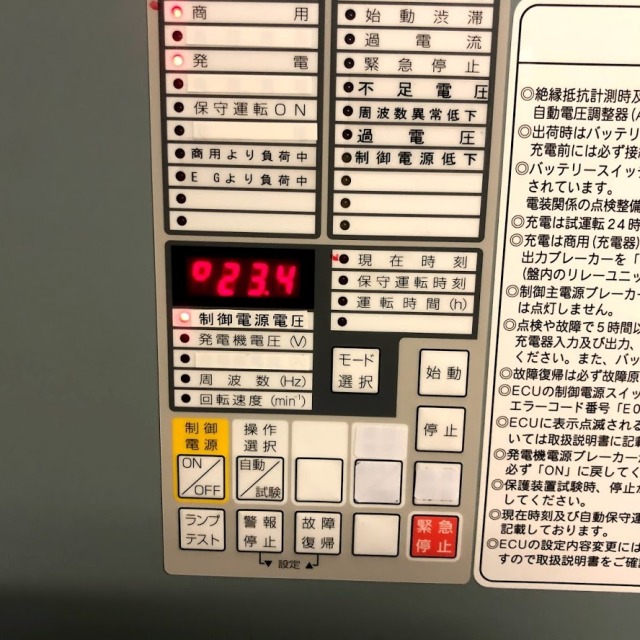 商用
発電
保守運転ON
商用より負荷中
EGより負荷中
始動渋滞
過電流
緊急停止
不足電圧
周波数異常低下
過電圧
制御電源低下
023.4
制御電源電圧
発電機電圧(V)
周波数(Hz)
回転速度(min⁻¹)
現在時刻
保守運転時刻
運転時間(h)
モード
選択
始動
停止
制御
電源
ON
OFF
操作
選択
自動
試験
ランプ
テスト
警報
停止
故障
復帰
緊急
停止
▼設定▲
◎絶縁抵抗計測時及
自動電圧調整器(A
◎出荷時はバッテリ
充電前には必ず接
◎バッテリースイッチ
されています。
電装関係の点検整備
◎充電は試運転24時
◎充電は商用(充電器)
出力ブレーカーを「
(盤内のリレーユニッ
◎制御主電源ブレーカー
は点灯しません。
◎点検や故障で5時間以
充電器入力及び出力、
ください。また、バッ
◎故障復帰は必ず故障原
◎ECUの制御電源スイッ
エラーコード番号「E0
◎ECUに表示点滅される
いては取扱説明書に記
◎発電機電源ブレーカー
必ず「ON」に戻してく
◎保護装置試験時、停止
してください。
◎現在時刻及び自動保守運
記載しております。
◎ECUの設定内容変更には
すので取扱説明書をご確